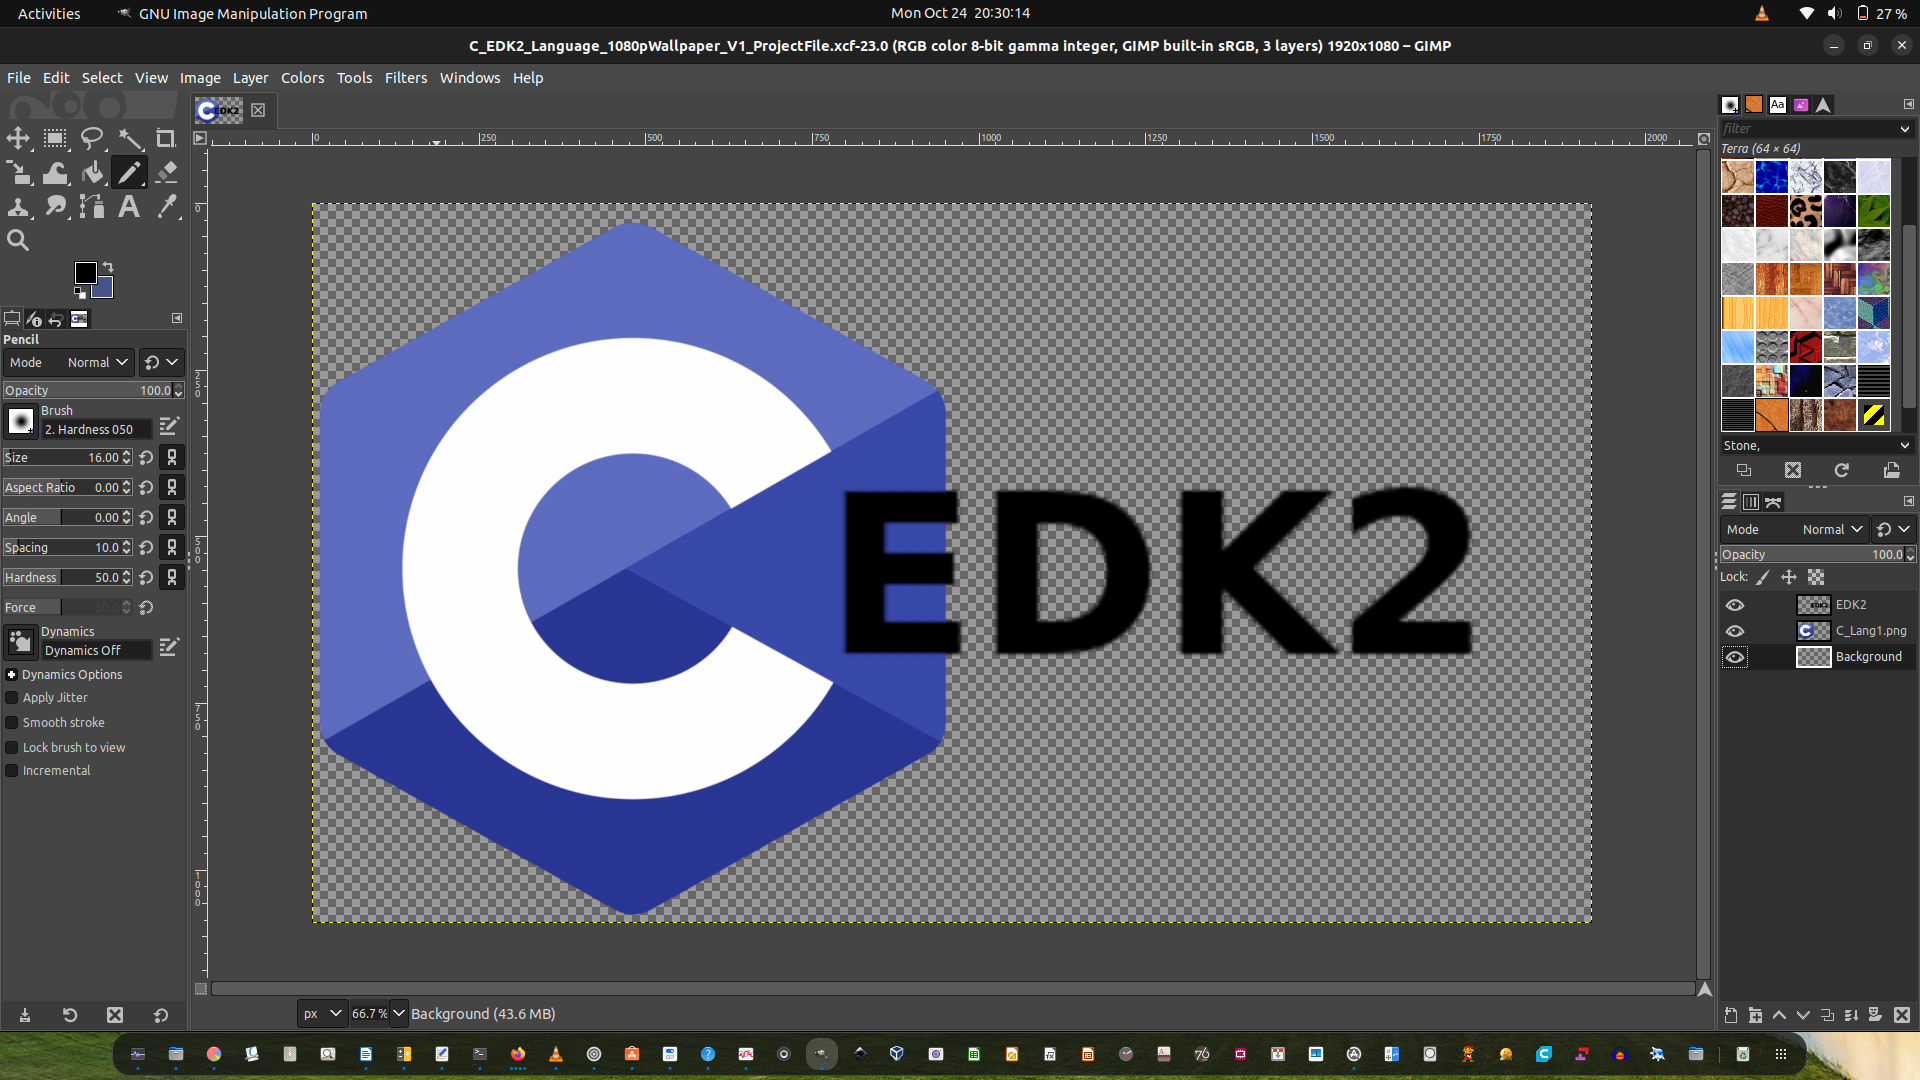 Activities
GNU Image Manipulation Program
Mon Oct 24 20:30:14
27 %
C_EDK2_Language_1080pWallpaper_V1_ProjectFile.xcf-23.0 (RGB color 8-bit gamma integer, GIMP built-in sRGB, 3 layers) 1920x1080 – GIMP
File Edit Select View Image Layer Colors Tools Filters Windows Help
0 250 500 750 1000 1250 1500 1750 2000
0
250
500
750
1000
Pencil
Mode Normal
Opacity 100.0
Brush
2. Hardness 050
Size 16.00
Aspect Ratio 0.00
Angle 0.00
Spacing 10.0
Hardness 50.0
Force 50.0
Dynamics
Dynamics Off
Dynamics Options
Apply Jitter
Smooth stroke
Lock brush to view
Incremental
C EDK2
px 66.7 % Background (43.6 MB)
Aa
filter
Terra (64 × 64)
Stone,
Mode Normal
Opacity 100.0
Lock:
EDK2
C_Lang1.png
Background